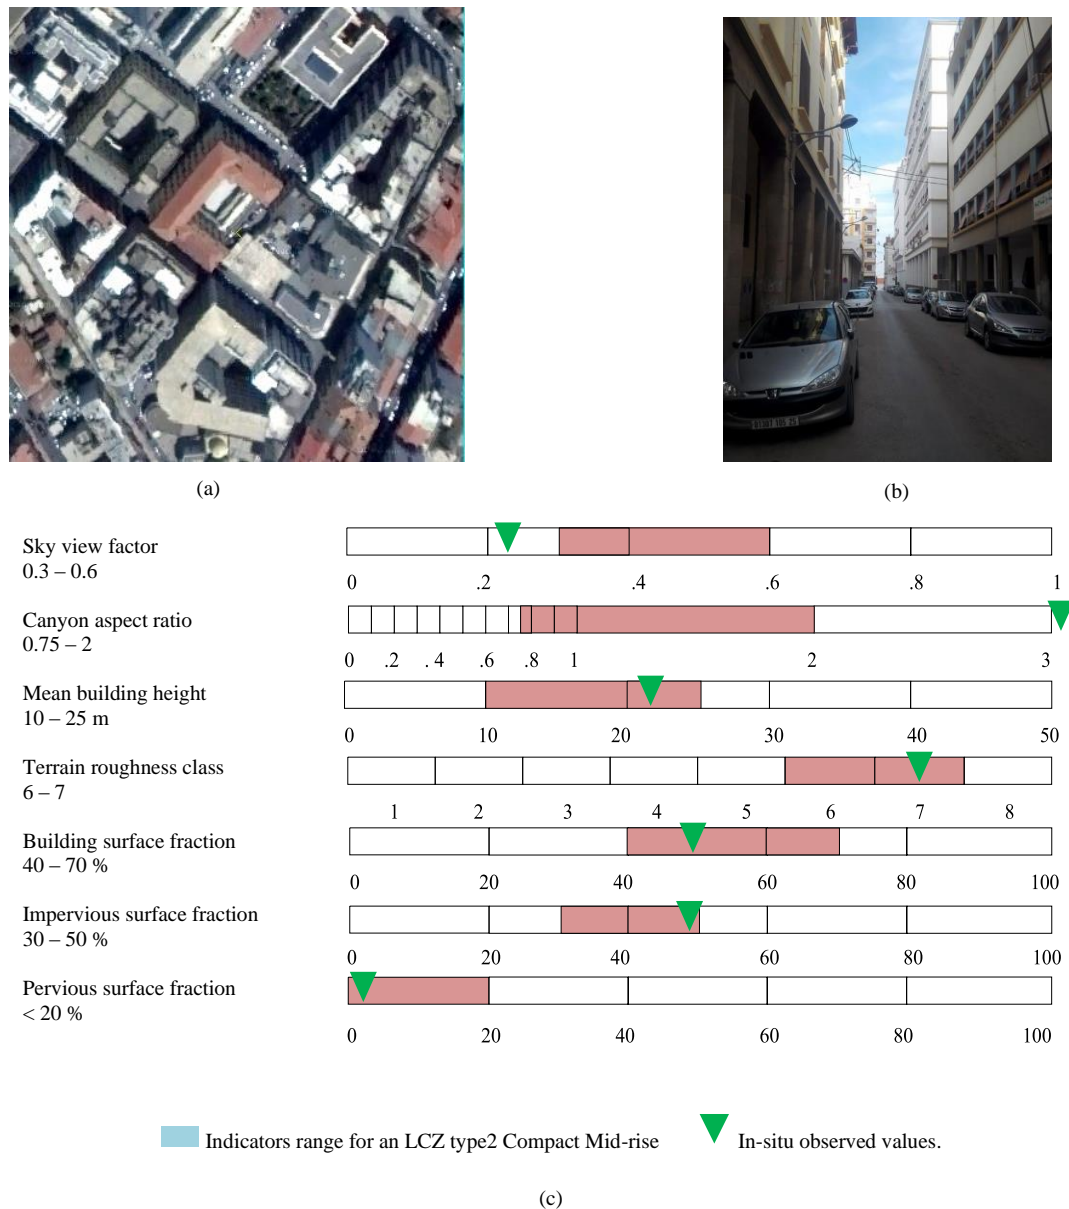 (a)
(b)
Sky view factor
0.3 – 0.6
0 .2 .4 .6 .8 1
Canyon aspect ratio
0.75 – 2
0 .2 . 4 .6 .8 1 2 3
Mean building height
10 – 25 m
0 10 20 30 40 50
Terrain roughness class
6 – 7
1 2 3 4 5 6 7 8
Building surface fraction
40 – 70 %
0 20 40 60 80 100
Impervious surface fraction
30 – 50 %
0 20 40 60 80 100
Pervious surface fraction
< 20 %
0 20 40 60 80 100
Indicators range for an LCZ type2 Compact Mid-rise
In-situ observed values.
(c)